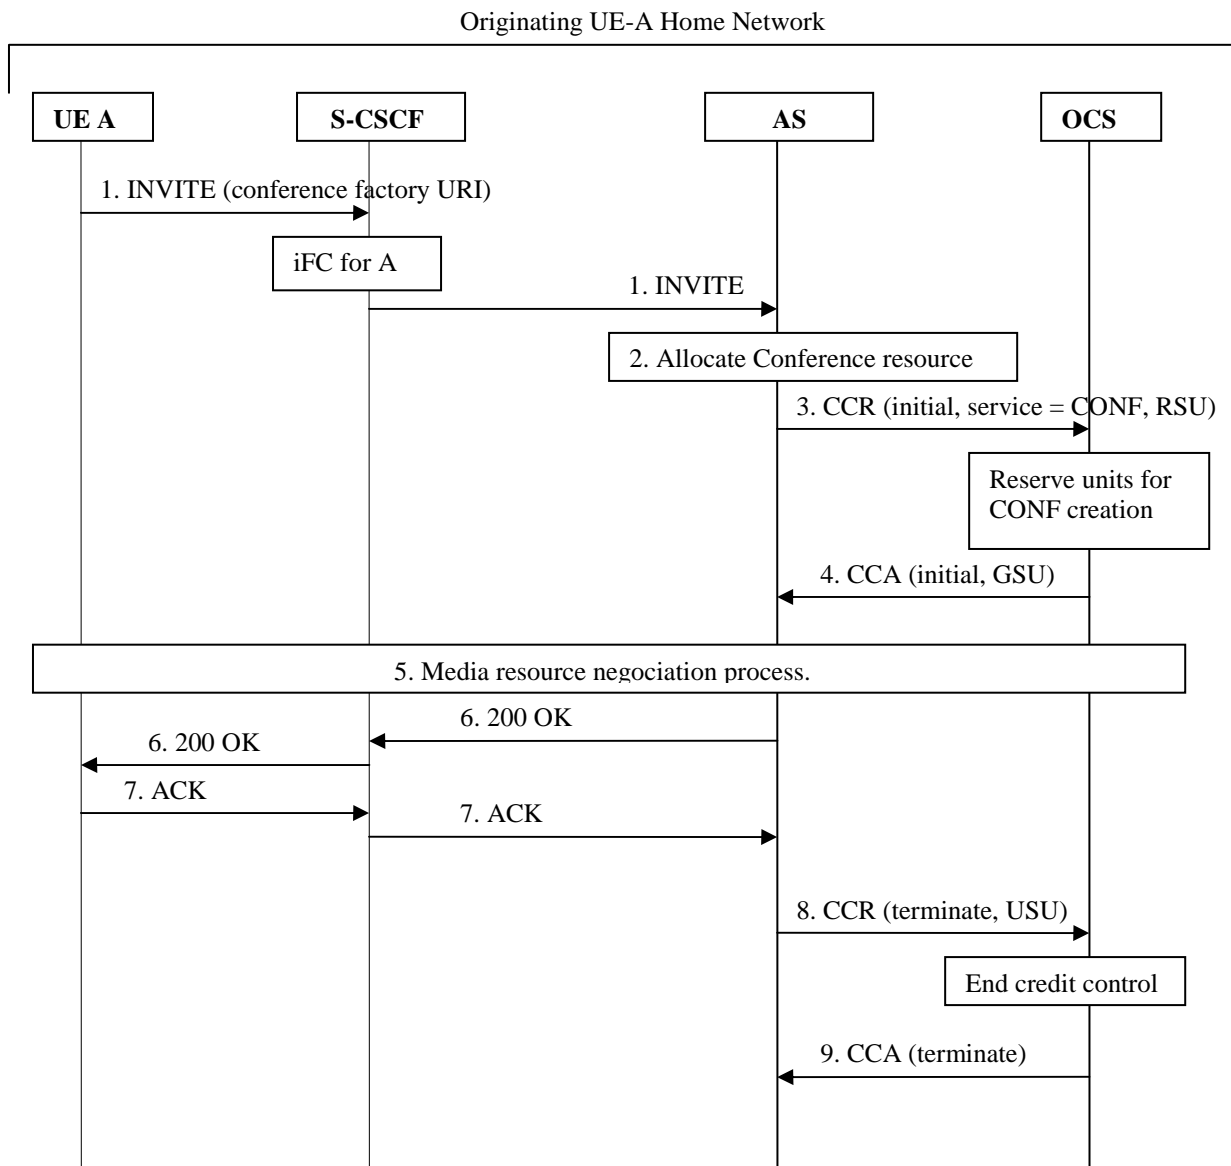 Originating UE-A Home Network
UE A
S-CSCF
AS
OCS
1. INVITE (conference factory URI)
iFC for A
1. INVITE
2. Allocate Conference resource
3. CCR (initial, service = CONF, RSU)
Reserve units for
CONF creation
4. CCA (initial, GSU)
5. Media resource negociation process.
6. 200 OK
6. 200 OK
7. ACK
7. ACK
8. CCR (terminate, USU)
End credit control
9. CCA (terminate)